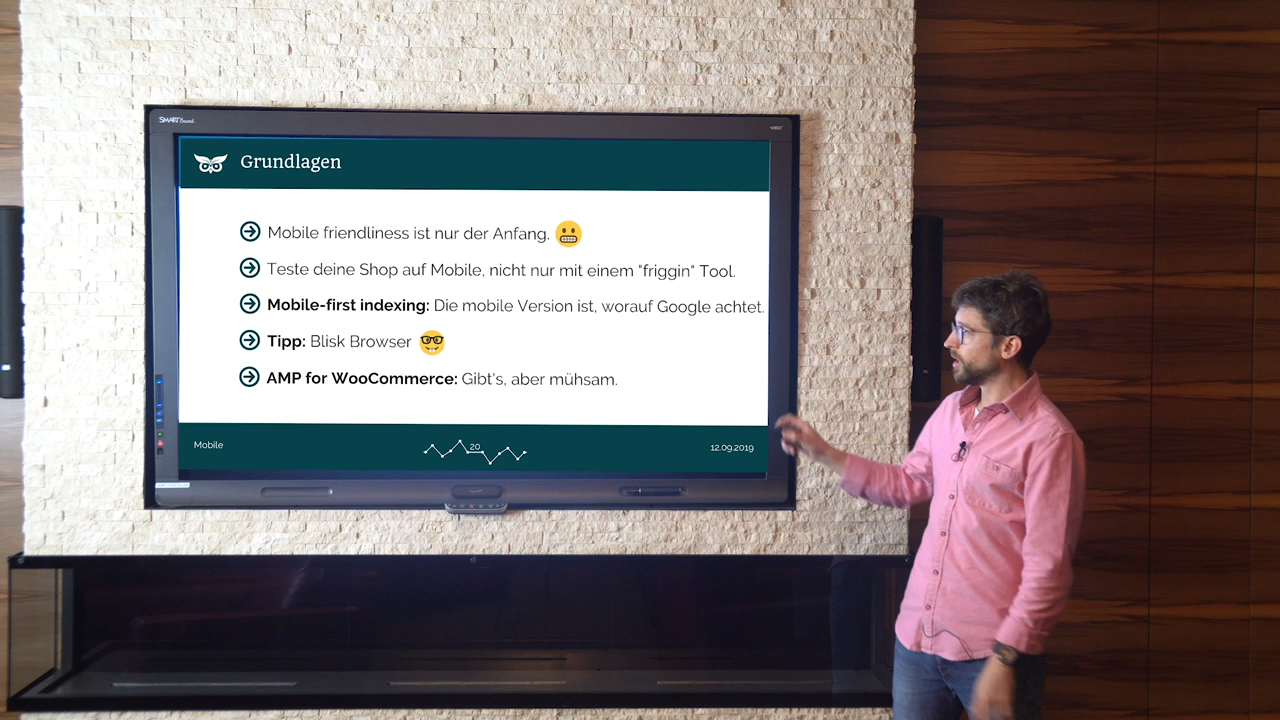 SMART Board
Grundlagen
Mobile friendliness ist nur der Anfang.
Teste deine Shop auf Mobile, nicht nur mit einem "friggin" Tool.
Mobile-first indexing: Die mobile Version ist, worauf Google achtet.
Tipp: Blisk Browser
AMP for WooCommerce: Gibt's, aber mühsam.
Mobile
20
12.09.2019